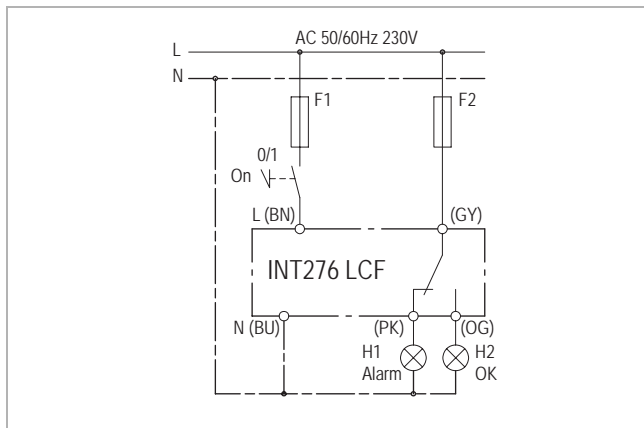 AC 50/60Hz 230V
L
N
F1
F2
0/1
On
L (BN)
(GY)
INT276 LCF
N (BU)
(PK)
(OG)
H1
Alarm
H2
OK